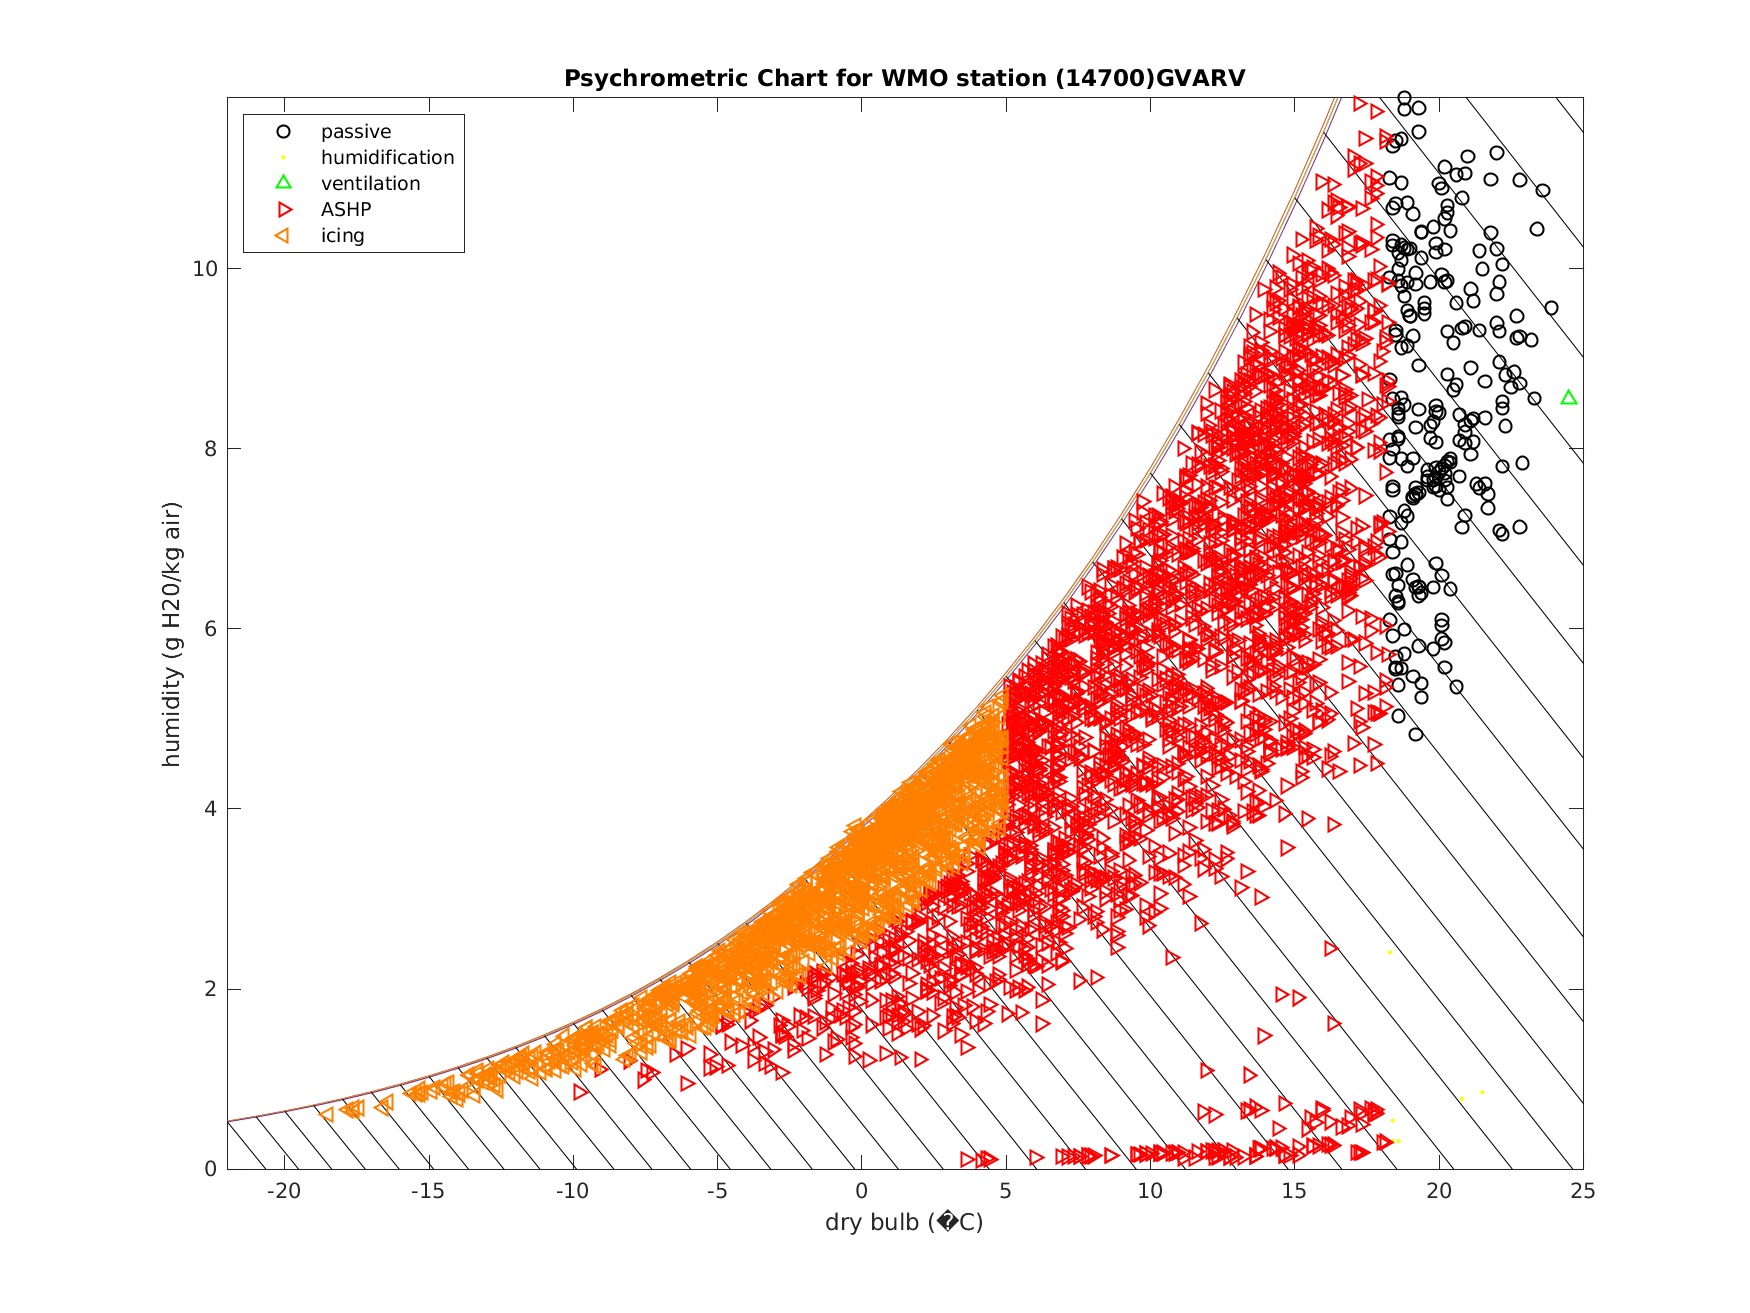 Psychrometric Chart for WMO station (14700)GVARV
passive
humidification
ventilation
ASHP
icing
humidity (g H20/kg air)
10
8
6
4
2
0
-20 -15 -10 -5 0 5 10 15 20 25
dry bulb (�C)